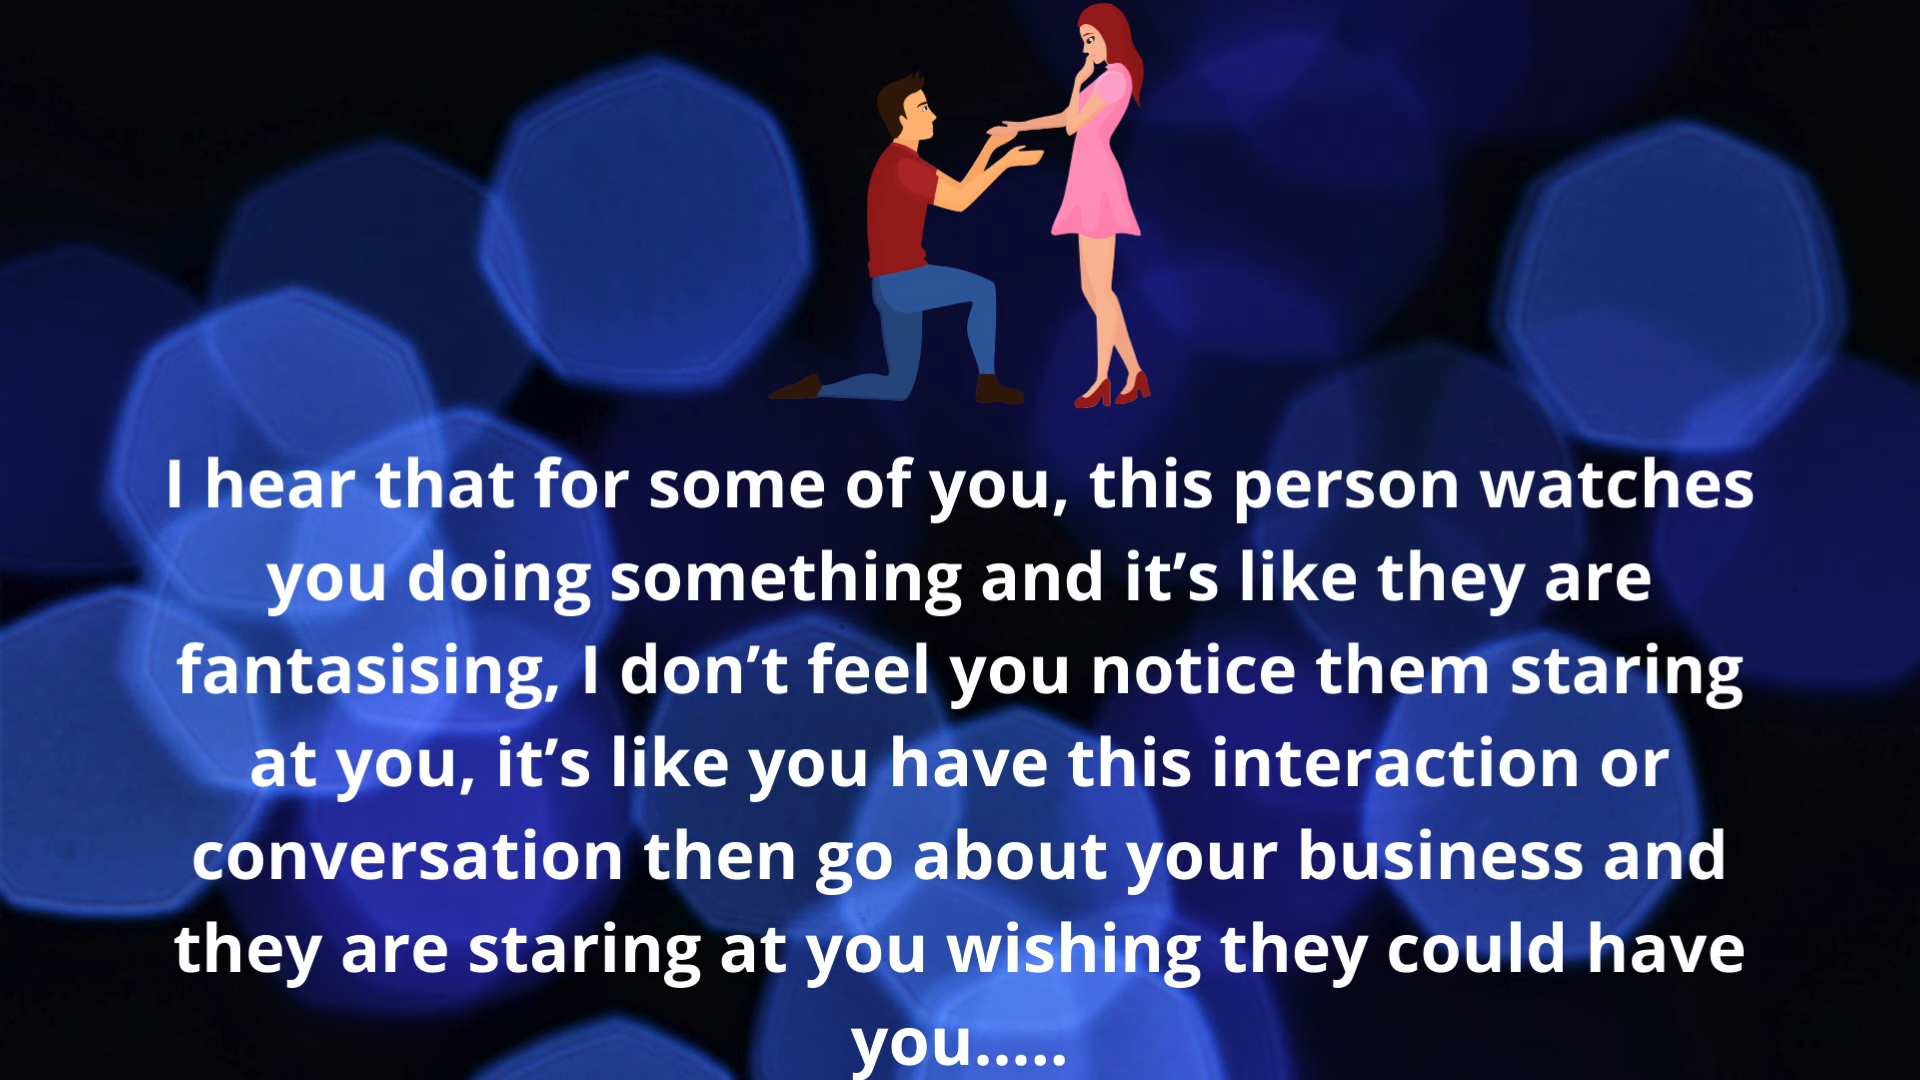 I hear that for some of you, this person watches
you doing something and it’s like they are
fantasising, I don’t feel you notice them staring
at you, it’s like you have this interaction or
conversation then go about your business and
they are staring at you wishing they could have
you.....